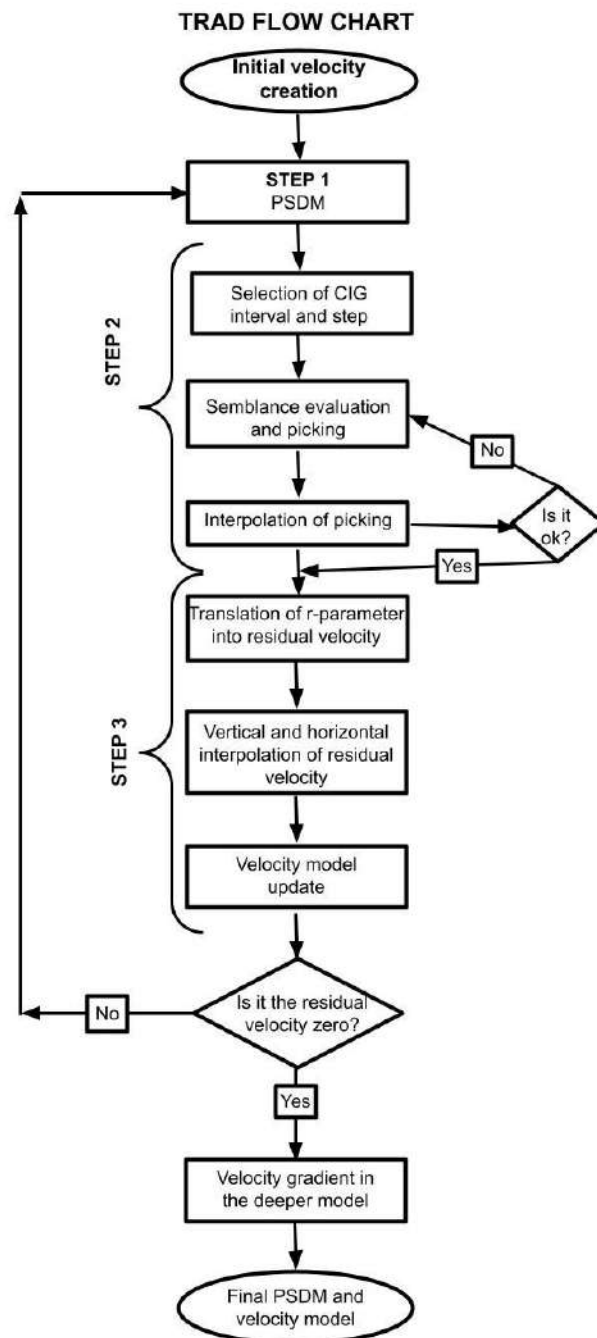 TRAD FLOW CHART
Initial velocity
creation
STEP 1
PSDM
STEP 2
Selection of CIG
interval and step
Semblance evaluation
and picking
No
Interpolation of picking
Is it
ok?
Yes
STEP 3
Translation of r-parameter
into residual velocity
Vertical and horizontal
interpolation of residual
velocity
Velocity model
update
Is it the residual
velocity zero?
No
Yes
Velocity gradient in
the deeper model
Final PSDM and
velocity model